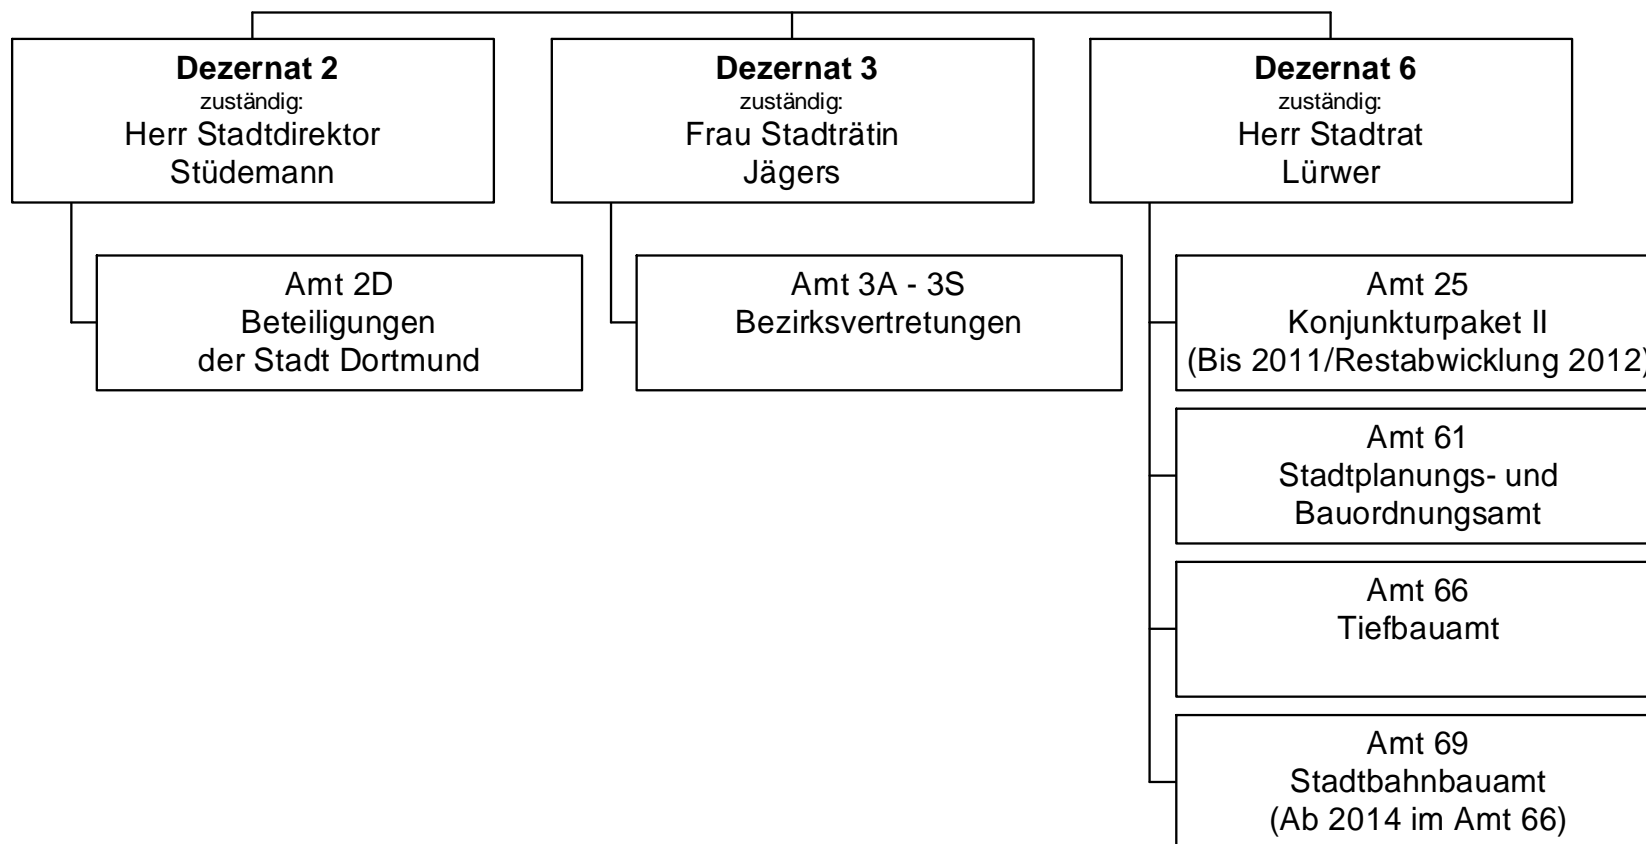 Dezernat 2
zuständig:
Herr Stadtdirektor
Stüdemann
Dezernat 3
zuständig:
Frau Stadträtin
Jägers
Dezernat 6
zuständig:
Herr Stadtrat
Lürwer
Amt 2D
Beteiligungen
der Stadt Dortmund
Amt 3A - 3S
Bezirksvertretungen
Amt 25
Konjunkturpaket II
(Bis 2011/Restabwicklung 2012)
Amt 61
Stadtplanungs- und
Bauordnungsamt
Amt 66
Tiefbauamt
Amt 69
Stadtbahnbauamt
(Ab 2014 im Amt 66)